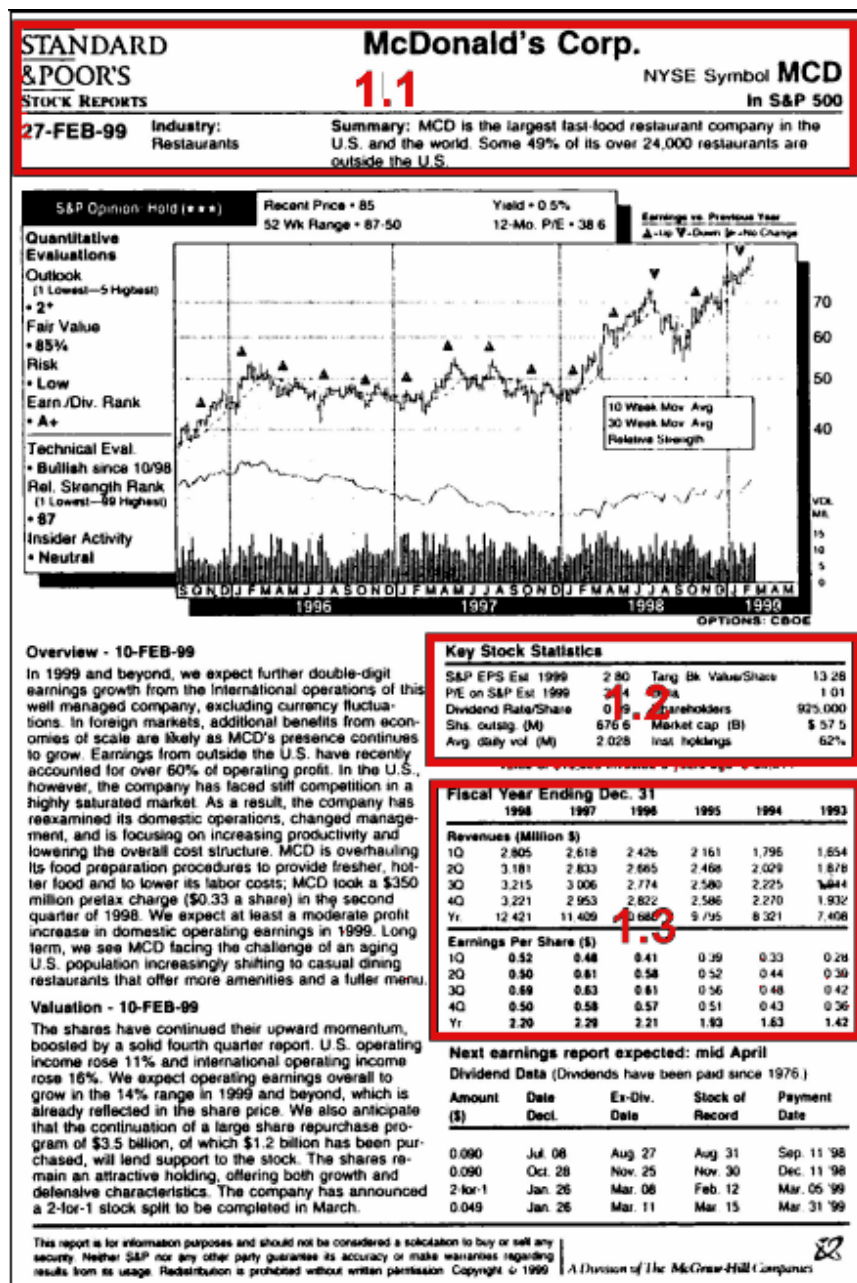 STANDARD
&POOR'S
STOCK REPORTS
McDonald's Corp.
1.1
NYSE Symbol MCD
In S&P 500
27-FEB-99
Industry:
Restaurants
Summary: MCD is the largest fast-food restaurant company in the
U.S. and the world. Some 49% of its over 24,000 restaurants are
outside the U.S.
S&P Opinion: Hold (★★★)
Recent Price • 85
52 Wk Range • 87-50
Yield • 0.5%
12-Mo. P/E • 38.6
Earnings vs. Previous Year
▲=Up ▼=Down ▶=No Change
Quantitative
Evaluations
Outlook
(1 Lowest—5 Highest)
• 2+
Fair Value
• 85¾
Risk
• Low
Earn./Div. Rank
• A+
Technical Eval.
• Bullish since 10/98
Rel. Strength Rank
(1 Lowest—99 Highest)
• 87
Insider Activity
• Neutral
70
60
50
40
10 Week Mov. Avg
30 Week Mov. Avg
Relative Strength
VOL
MIL
15
10
5
0
S O N D J F M A M J J A S O N D J F M A M J J A S O N D J F M A M J J A S O N D J F M A M
1996 1997 1998 1999
OPTIONS: CBOE
Overview - 10-FEB-99
In 1999 and beyond, we expect further double-digit
earnings growth from the International operations of this
well managed company, excluding currency fluctua-
tions. In foreign markets, additional benefits from econ-
omies of scale are likely as MCD's presence continues
to grow. Earnings from outside the U.S. have recently
accounted for over 60% of operating profit. In the U.S.,
however, the company has faced stiff competition in a
highly saturated market. As a result, the company has
reexamined its domestic operations, changed manage-
ment, and is focusing on increasing productivity and
lowering the overall cost structure. MCD is overhauling
its food preparation procedures to provide fresher, hot-
ter food and to lower its labor costs; MCD took a $350
million pretax charge ($0.33 a share) in the second
quarter of 1998. We expect at least a moderate profit
increase in domestic operating earnings in 1999. Long
term, we see MCD facing the challenge of an aging
U.S. population increasingly shifting to casual dining
restaurants that offer more amenities and a fuller menu.
Valuation - 10-FEB-99
The shares have continued their upward momentum,
boosted by a solid fourth quarter report. U.S. operating
income rose 11% and international operating income
rose 16%. We expect operating earnings overall to
grow in the 14% range in 1999 and beyond, which is
already reflected in the share price. We also anticipate
that the continuation of a large share repurchase pro-
gram of $3.5 billion, of which $1.2 billion has been pur-
chased, will lend support to the stock. The shares re-
main an attractive holding, offering both growth and
defensive characteristics. The company has announced
a 2-for-1 stock split to be completed in March.
Key Stock Statistics
S&P EPS Est 1999 2.80 Tang Bk Value/Share 13.28
P/E on S&P Est 1999 1.01
Dividend Rate/Share Shareholders 925,000
Shs. outstg. (M) 676.6 Market cap (B) $ 57.5
Avg. daily vol (M) 2.028 Inst holdings 62%
1.2
Fiscal Year Ending Dec. 31
1998 1997 1996 1995 1994 1993
Revenues (Million $)
1Q 2,805 2,618 2,426 2,161 1,796 1,654
2Q 3,181 2,833 2,665 2,468 2,029 1,878
3Q 3,215 3,006 2,774 2,580 2,225
4Q 3,221 2,953 2,822 2,586 2,270 1,932
Yr. 12,421 11,409 9,795 8,321 7,408
1.3
Earnings Per Share ($)
1Q 0.52 0.48 0.41 0.39 0.33 0.28
2Q 0.50 0.61 0.58 0.52 0.44 0.39
3Q 0.69 0.63 0.61 0.56 0.48 0.42
4Q 0.50 0.58 0.57 0.51 0.43 0.36
Yr. 2.20 2.29 2.21 1.93 1.63 1.42
Next earnings report expected: mid April
Dividend Data (Dividends have been paid since 1976.)
Amount Date Ex-Div. Stock of Payment
($) Decl. Date Record Date
0.090 Jul. 08 Aug. 27 Aug. 31 Sep. 11 '98
0.090 Oct. 28 Nov. 25 Nov. 30 Dec. 11 '98
2-for-1 Jan. 26 Mar. 08 Feb. 12 Mar. 05 '99
0.049 Jan. 26 Mar. 11 Mar. 15 Mar. 31 '99
This report is for information purposes and should not be considered a solicitation to buy or sell any
security. Neither S&P nor any other party guarantee its accuracy or make warranties regarding
results from its usage. Redistribution is prohibited without written permission. Copyright © 1999
A Division of The McGraw-Hill Companies